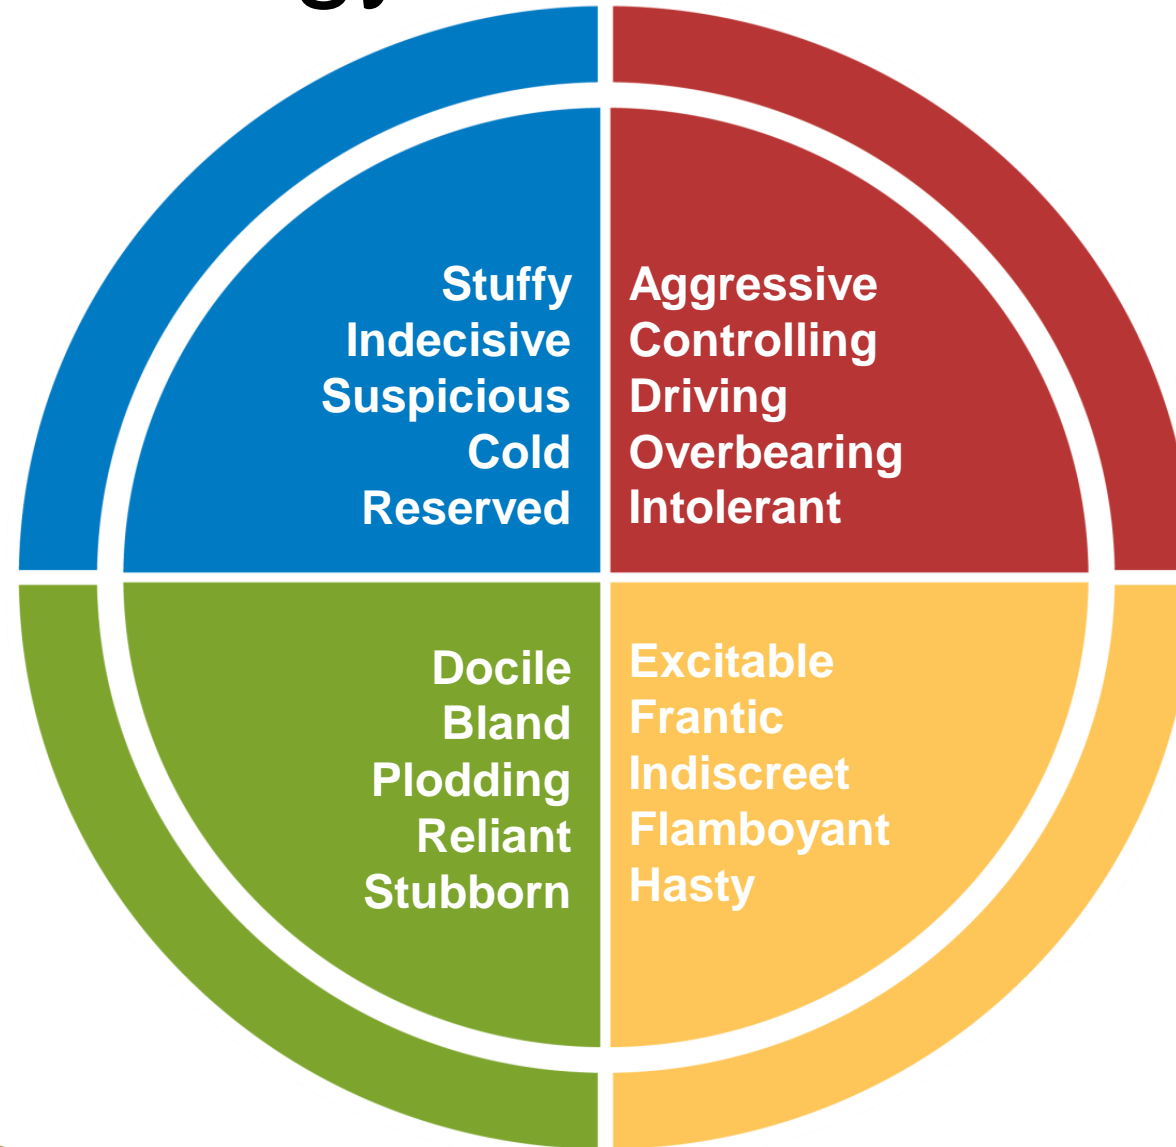 Stuffy
Indecisive
Suspicious
Cold
Reserved
Aggressive
Controlling
Driving
Overbearing
Intolerant
Docile
Bland
Plodding
Reliant
Stubborn
Excitable
Frantic
Indiscreet
Flamboyant
Hasty